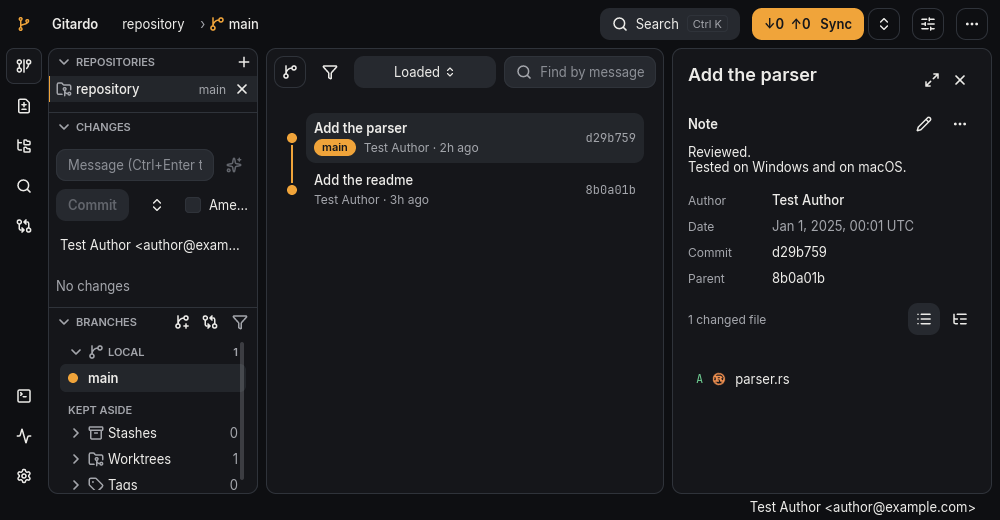 Gitardo repository > main
Search Ctrl K
↓0 ↑0 Sync
REPOSITORIES
repository main
CHANGES
Message (Ctrl+Enter t
Commit
Ame...
Test Author <author@exam...
No changes
BRANCHES
LOCAL 1
main
KEPT ASIDE
Stashes 0
Worktrees 1
Tags 0
Loaded
Find by message
Add the parser
d29b759
main Test Author · 2h ago
Add the readme
8b0a01b
Test Author · 3h ago
Add the parser
Note
Reviewed.
Tested on Windows and on macOS.
Author Test Author
Date Jan 1, 2025, 00:01 UTC
Commit d29b759
Parent 8b0a01b
1 changed file
A parser.rs
Test Author <author@example.com>